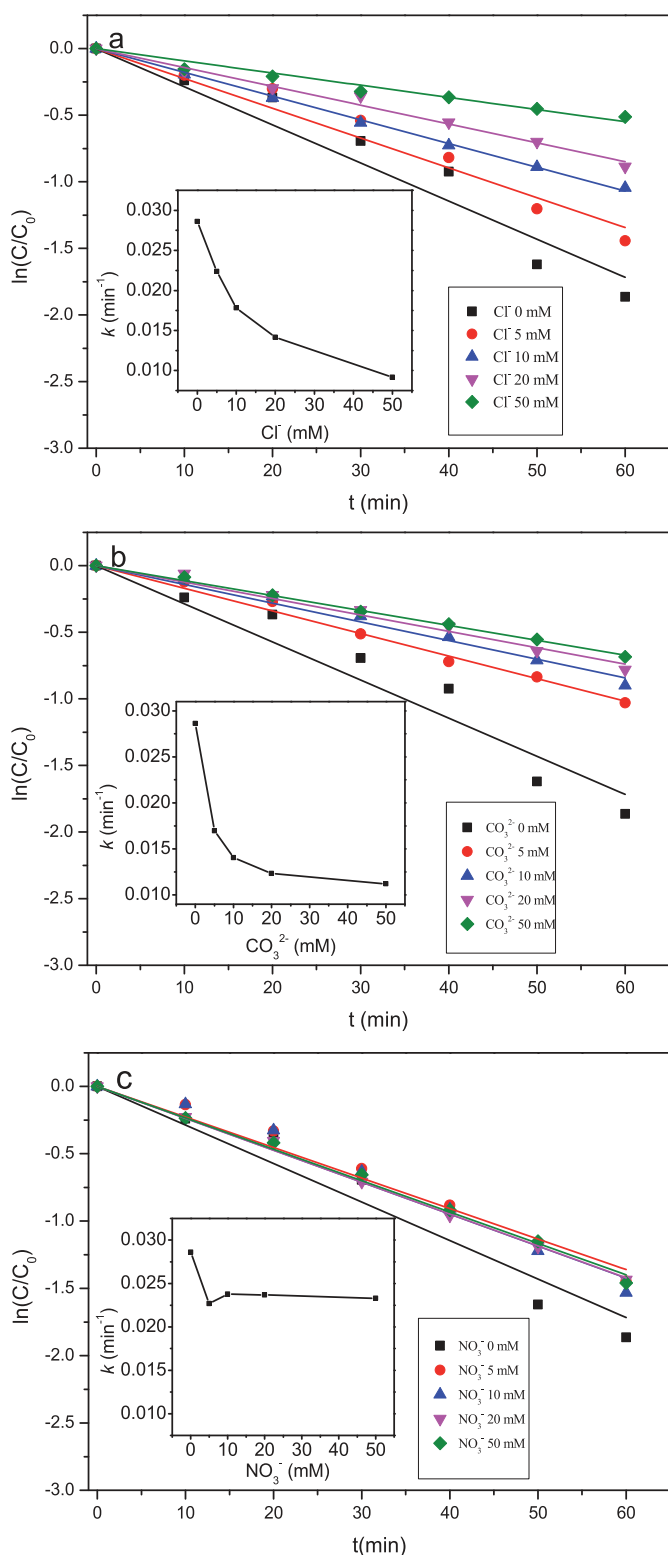 a
0.0
-0.5
-1.0
-1.5
-2.0
-2.5
-3.0
ln(C/C₀)
0.030
0.025
0.020
0.015
0.010
k (min⁻¹)
0 10 20 30 40 50
Cl⁻ (mM)
Cl⁻ 0 mM
Cl⁻ 5 mM
Cl⁻ 10 mM
Cl⁻ 20 mM
Cl⁻ 50 mM
0 10 20 30 40 50 60
t (min)
b
0.0
-0.5
-1.0
-1.5
-2.0
-2.5
-3.0
ln(C/C₀)
0.030
0.025
0.020
0.015
0.010
k (min⁻¹)
0 10 20 30 40 50
CO₃²⁻ (mM)
CO₃²⁻ 0 mM
CO₃²⁻ 5 mM
CO₃²⁻ 10 mM
CO₃²⁻ 20 mM
CO₃²⁻ 50 mM
0 10 20 30 40 50 60
t (min)
c
0.0
-0.5
-1.0
-1.5
-2.0
-2.5
-3.0
ln(C/C₀)
0.030
0.025
0.020
0.015
0.010
k (min⁻¹)
0 10 20 30 40 50
NO₃⁻ (mM)
NO₃⁻ 0 mM
NO₃⁻ 5 mM
NO₃⁻ 10 mM
NO₃⁻ 20 mM
NO₃⁻ 50 mM
0 10 20 30 40 50 60
t(min)